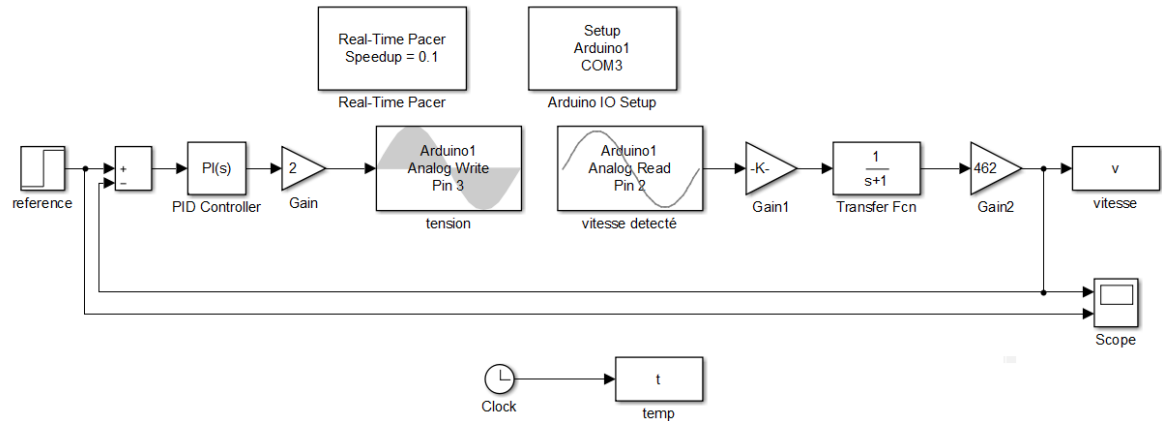 Real-Time Pacer
Speedup = 0.1
Real-Time Pacer
Setup
Arduino1
COM3
Arduino IO Setup
reference
+
−
PI(s)
PID Controller
2
Gain
Arduino1
Analog Write
Pin 3
tension
Arduino1
Analog Read
Pin 2
vitesse detecté
-K-
Gain1
1
s+1
Transfer Fcn
462
Gain2
v
vitesse
Scope
Clock
t
temp